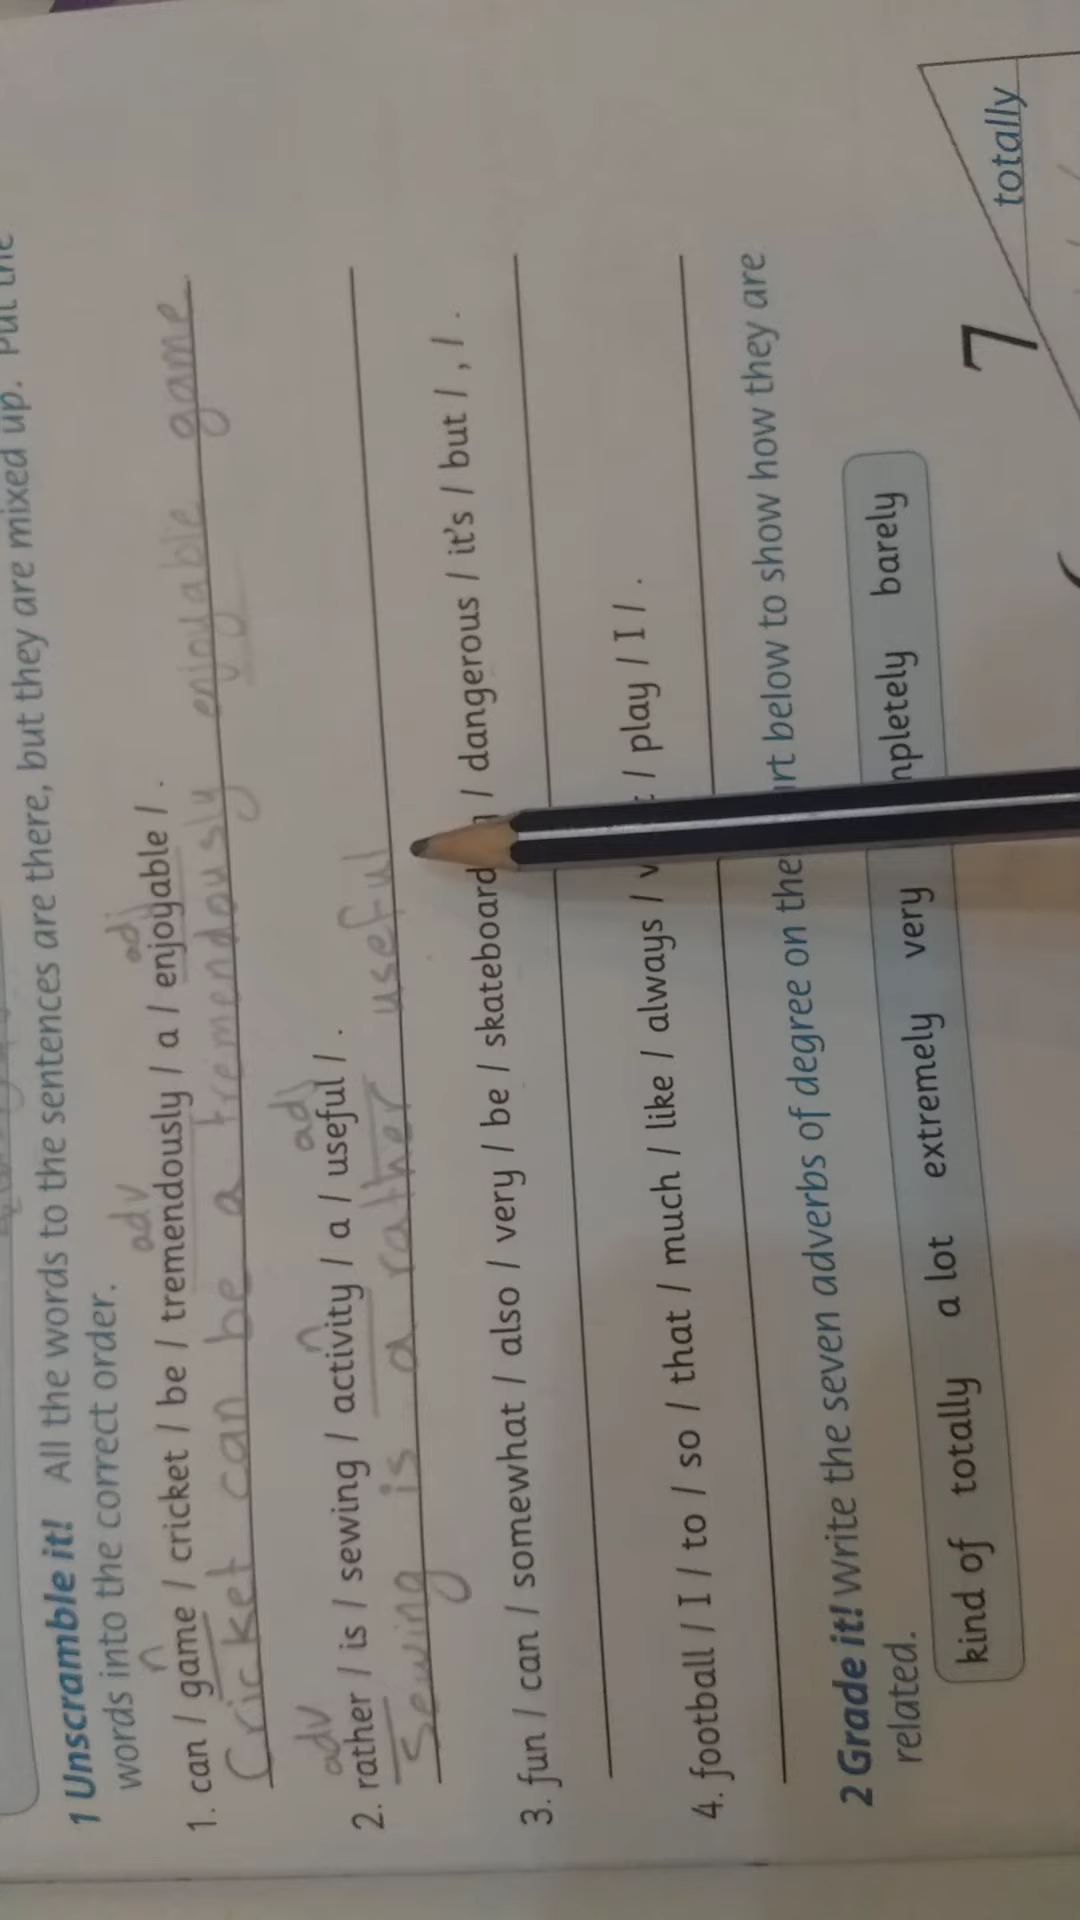 1 Unscramble it! All the words to the sentences are there, but they are mixed up. Put the
words into the correct order.
n adv adj
1. can / game / cricket / be / tremendously / a / enjoyable / .
Cricket can be a tremendously enjoyable game.
adv n adj
2. rather / is / sewing / activity / a / useful / .
Sewing is a rather useful
3. fun / can / somewhat / also / very / be / skateboard / dangerous / it's / but / , / .
4. football / I / to / so / that / much / like / always / / play / I / .
2 Grade it! Write the seven adverbs of degree on the below to show how they are
related.
kind of totally a lot extremely very barely
7
totally